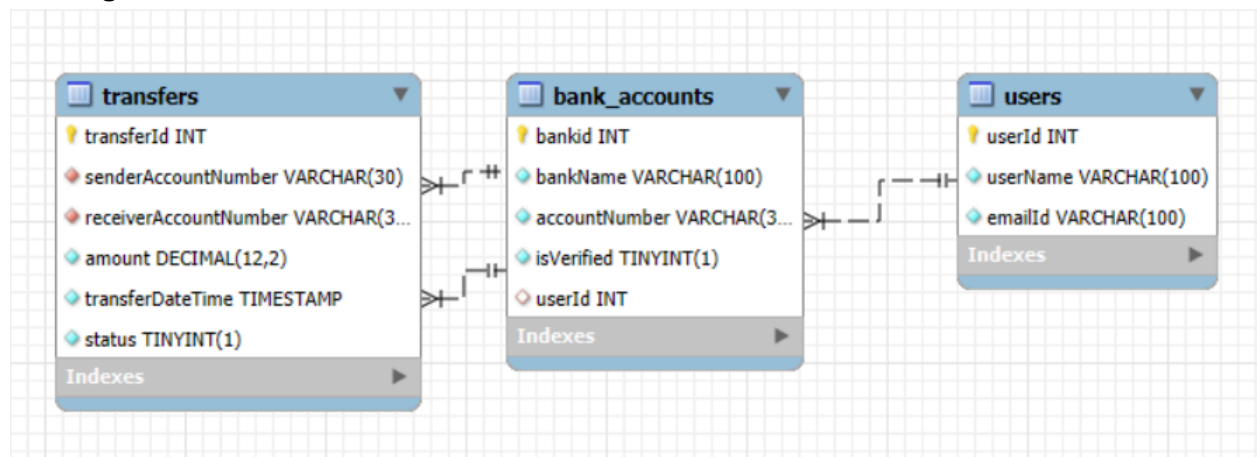 transfers
transferId INT
senderAccountNumber VARCHAR(30)
receiverAccountNumber VARCHAR(3...
amount DECIMAL(12,2)
transferDateTime TIMESTAMP
status TINYINT(1)
Indexes
bank_accounts
bankid INT
bankName VARCHAR(100)
accountNumber VARCHAR(3...
isVerified TINYINT(1)
userId INT
Indexes
users
userId INT
userName VARCHAR(100)
emailId VARCHAR(100)
Indexes